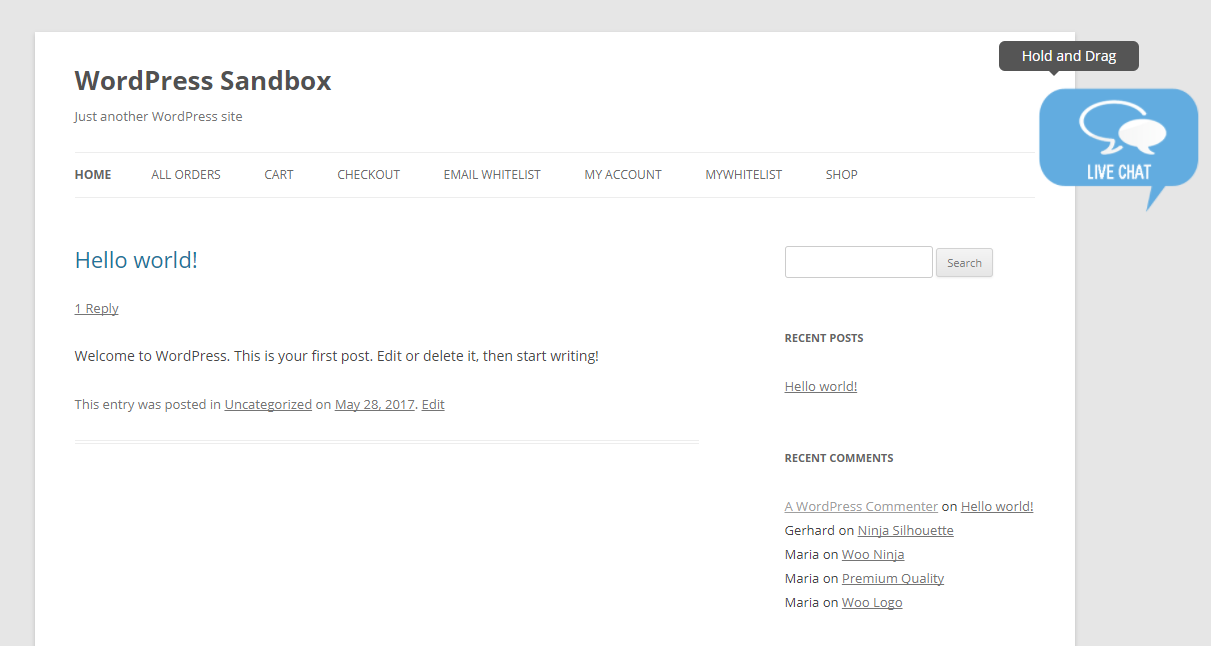 Hold and Drag
WordPress Sandbox
Just another WordPress site
LIVE CHAT
HOME ALL ORDERS CART CHECKOUT EMAIL WHITELIST MY ACCOUNT MYWHITELIST SHOP
Hello world!
1 Reply
Welcome to WordPress. This is your first post. Edit or delete it, then start writing!
This entry was posted in Uncategorized on May 28, 2017. Edit
Search
RECENT POSTS
Hello world!
RECENT COMMENTS
A WordPress Commenter on Hello world!
Gerhard on Ninja Silhouette
Maria on Woo Ninja
Maria on Premium Quality
Maria on Woo Logo